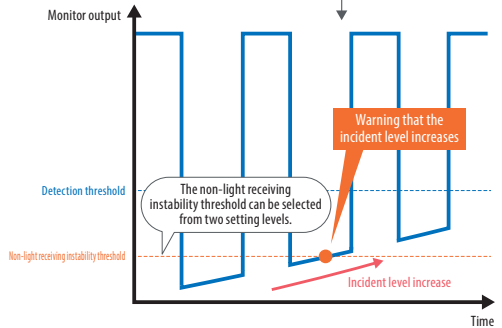 Monitor output
Warning that the
incident level increases
Detection threshold
The non-light receiving
instability threshold can be selected
from two setting levels.
Non-light receiving instability threshold
Incident level increase
Time